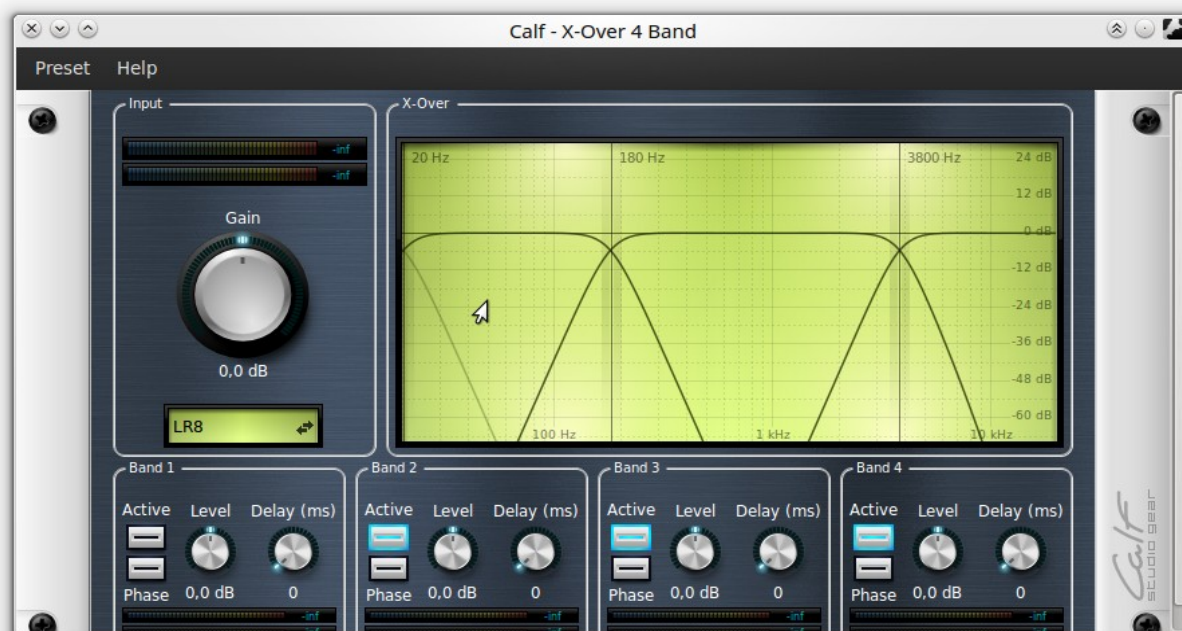 Calf - X-Over 4 Band
Preset Help
Input
-inf
-inf
Gain
0,0 dB
LR8
X-Over
20 Hz 180 Hz 3800 Hz 24 dB
12 dB
0 dB
-12 dB
-24 dB
-36 dB
-48 dB
-60 dB
100 Hz 1 kHz 10 kHz
Band 1 Band 2 Band 3 Band 4
Active Level Delay (ms) Active Level Delay (ms) Active Level Delay (ms) Active Level Delay (ms)
Phase 0,0 dB 0 Phase 0,0 dB 0 Phase 0,0 dB 0 Phase 0,0 dB 0
-inf -inf -inf -inf
Calf
studio gear